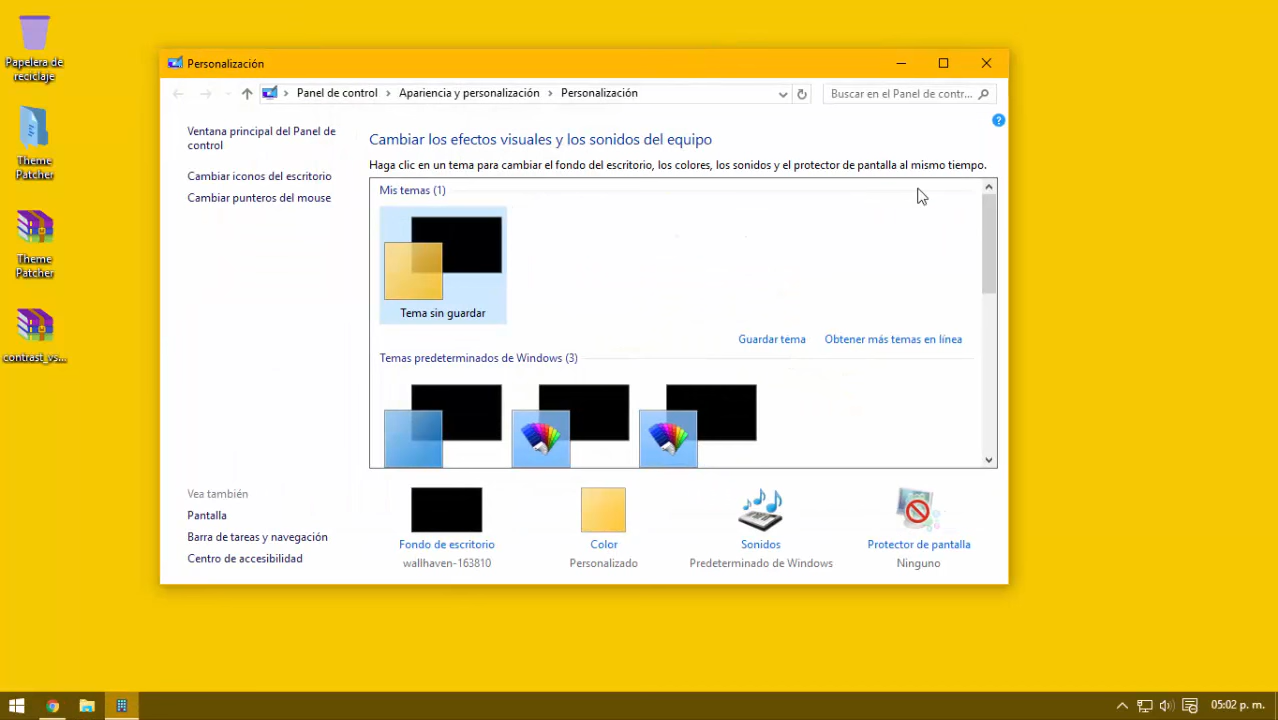 Papelera de
reciclaje
Theme
Patcher
Theme
Patcher
contrast_vs...
Personalización
Panel de control
Apariencia y personalización
Personalización
Buscar en el Panel de contr...
Ventana principal del Panel de
control
Cambiar iconos del escritorio
Cambiar punteros del mouse
Cambiar los efectos visuales y los sonidos del equipo
Haga clic en un tema para cambiar el fondo del escritorio, los colores, los sonidos y el protector de pantalla al mismo tiempo.
Mis temas (1)
Tema sin guardar
Guardar tema
Obtener más temas en línea
Temas predeterminados de Windows (3)
Vea también
Pantalla
Barra de tareas y navegación
Centro de accesibilidad
Fondo de escritorio
wallhaven-163810
Color
Personalizado
Sonidos
Predeterminado de Windows
Protector de pantalla
Ninguno
05:02 p. m.